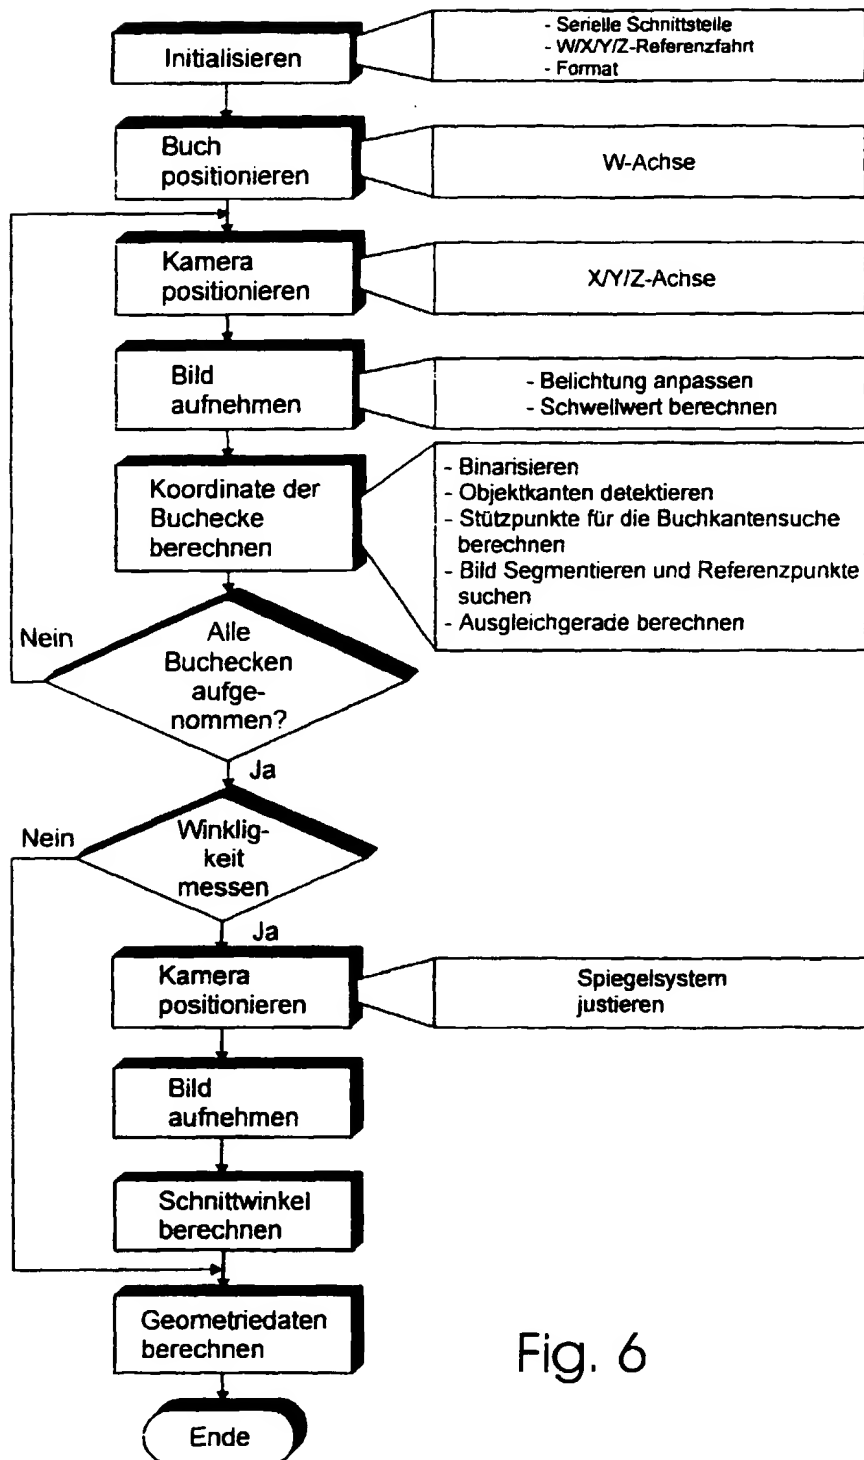 Initialisieren
- Serielle Schnittstelle
- W/X/Y/Z-Referenzfahrt
- Format
Buch
positionieren
W-Achse
Kamera
positionieren
X/Y/Z-Achse
Bild
aufnehmen
- Belichtung anpassen
- Schwellwert berechnen
Koordinate der
Buchecke
berechnen
- Binarisieren
- Objektkanten detektieren
- Stützpunkte für die Buchkantensuche
berechnen
- Bild Segmentieren und Referenzpunkte
suchen
- Ausgleichgerade berechnen
Nein
Alle
Buchecken
aufge-
nommen?
Ja
Nein
Winklig-
keit
messen
Ja
Kamera
positionieren
Spiegelsystem
justieren
Bild
aufnehmen
Schnittwinkel
berechnen
Geometriedaten
berechnen
Ende
Fig. 6